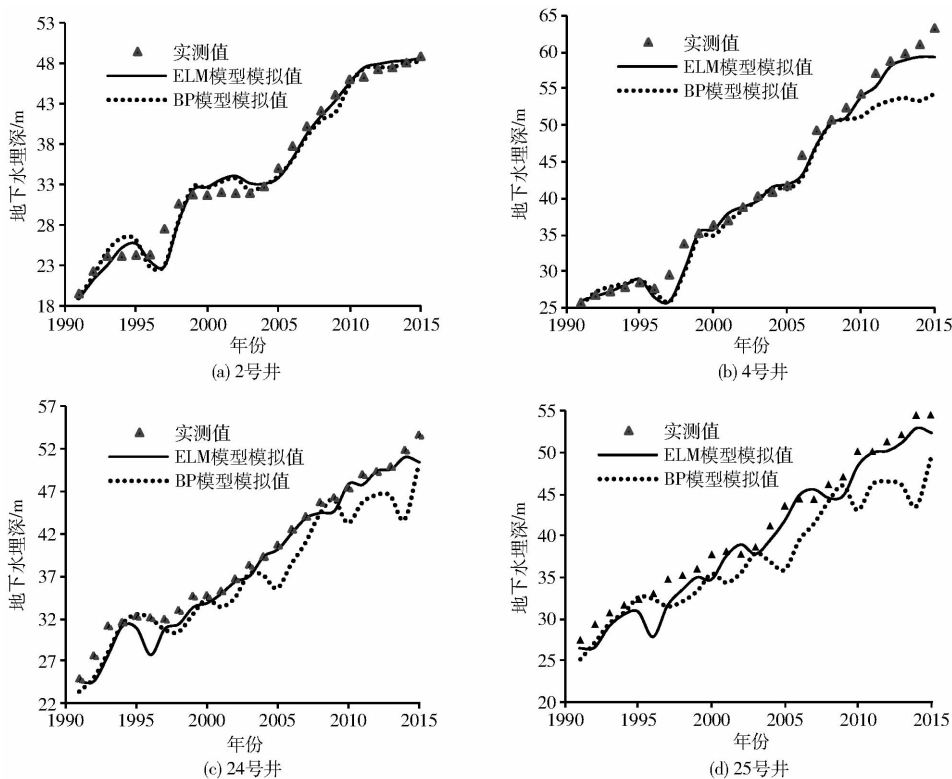 53
48
43
38
33
28
23
18
地下水埋深/m
实测值
ELM模型模拟值
BP模型模拟值
1990 1995 2000 2005 2010 2015
年份
(a) 2号井
65
60
55
50
45
40
35
30
25
地下水埋深/m
实测值
ELM模型模拟值
BP模型模拟值
1990 1995 2000 2005 2010 2015
年份
(b) 4号井
57
52
47
42
37
32
27
22
地下水埋深/m
实测值
ELM模型模拟值
BP模型模拟值
1990 1995 2000 2005 2010 2015
年份
(c) 24号井
55
50
45
40
35
30
25
20
地下水埋深/m
实测值
ELM模型模拟值
BP模型模拟值
1990 1995 2000 2005 2010 2015
年份
(d) 25号井